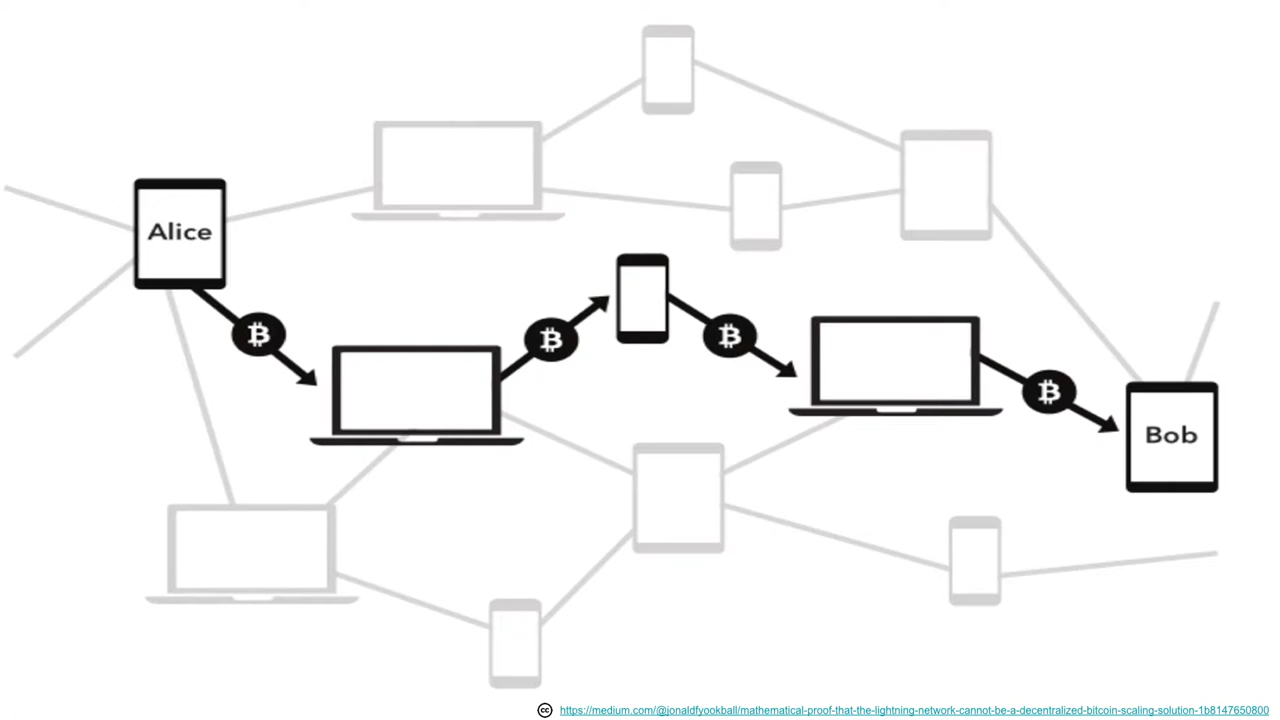 Alice
Bob
https://medium.com/@jonaldfyookball/mathematical-proof-that-the-lightning-network-cannot-be-a-decentralized-bitcoin-scaling-solution-1b8147650800